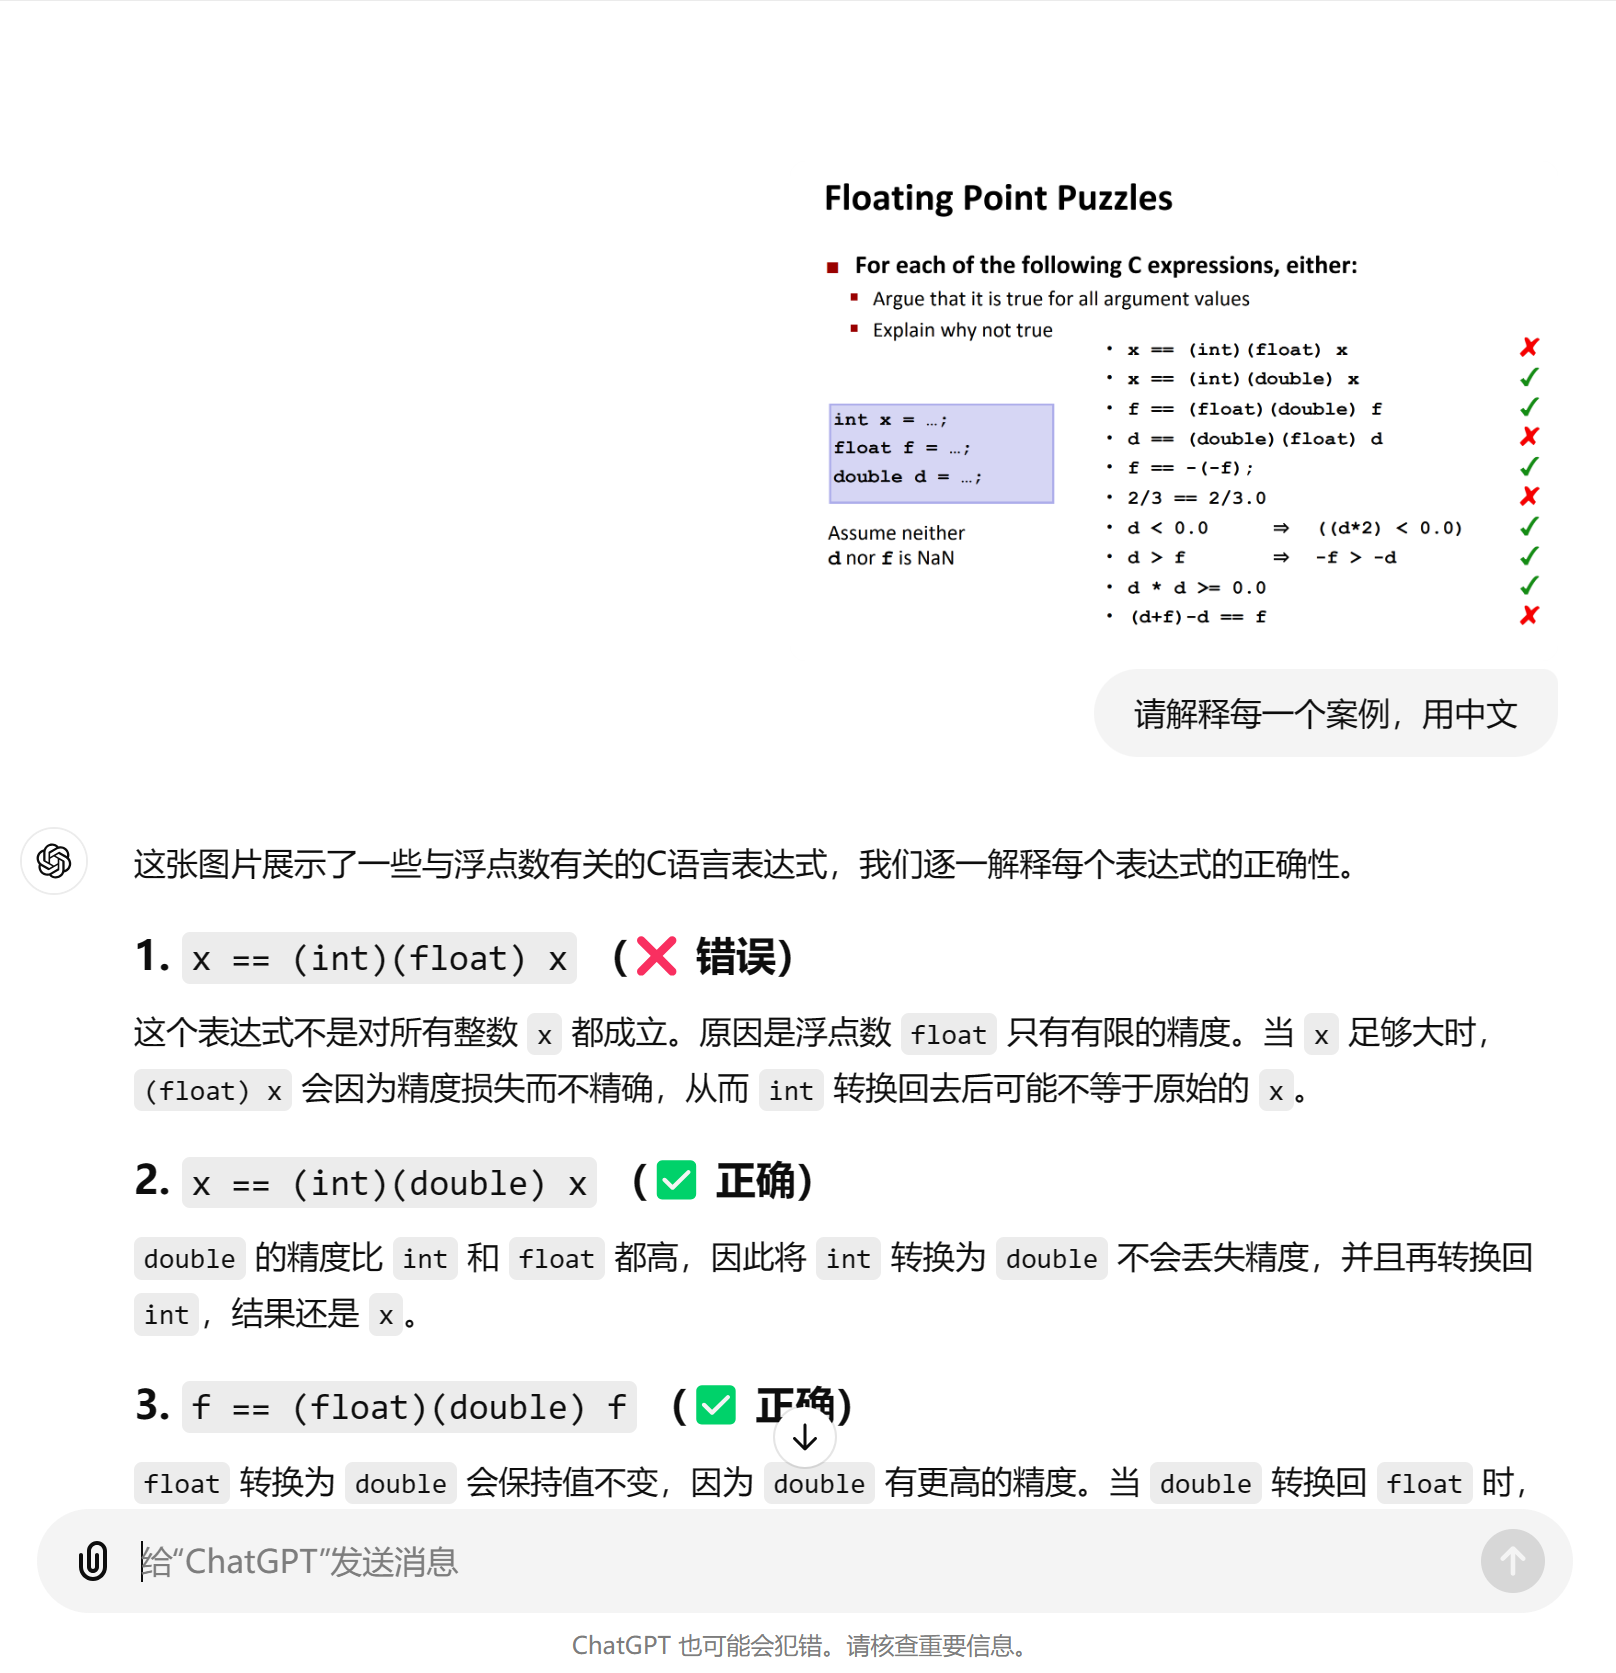 Floating Point Puzzles
For each of the following C expressions, either:
Argue that it is true for all argument values
Explain why not true
int x = …;
float f = …;
double d = …;
Assume neither
d nor f is NaN
• x == (int)(float) x ✘
• x == (int)(double) x ✓
• f == (float)(double) f ✓
• d == (double)(float) d ✘
• f == -(-f); ✓
• 2/3 == 2/3.0 ✘
• d < 0.0 ⇒ ((d*2) < 0.0) ✓
• d > f ⇒ -f > -d ✓
• d * d >= 0.0 ✓
• (d+f)-d == f ✘
请解释每一个案例，用中文
这张图片展示了一些与浮点数有关的C语言表达式，我们逐一解释每个表达式的正确性。
1. x == (int)(float) x （❌ 错误）
这个表达式不是对所有整数 x 都成立。原因是浮点数 float 只有有限的精度。当 x 足够大时，
(float) x 会因为精度损失而不精确，从而 int 转换回去后可能不等于原始的 x。
2. x == (int)(double) x （✅ 正确）
double 的精度比 int 和 float 都高，因此将 int 转换为 double 不会丢失精度，并且再转换回
int，结果还是 x。
3. f == (float)(double) f （✅ 正确）
float 转换为 double 会保持值不变，因为 double 有更高的精度。当 double 转换回 float 时，
给“ChatGPT”发送消息
ChatGPT 也可能会犯错。请核查重要信息。